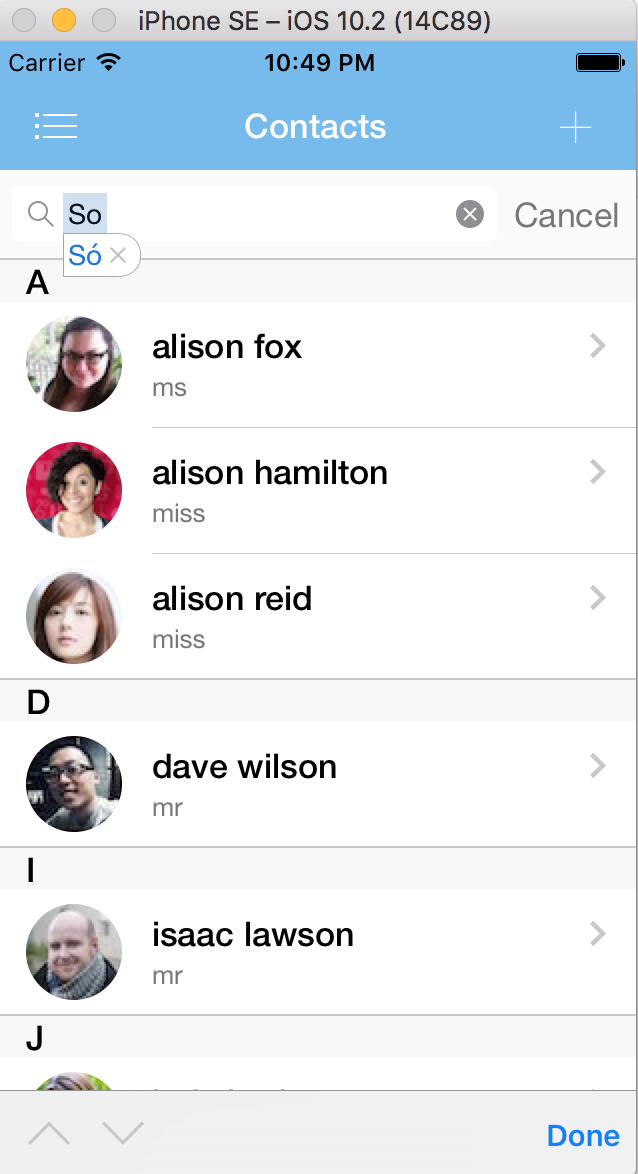 iPhone SE – iOS 10.2 (14C89)
Carrier 10:49 PM
Contacts
So Cancel
Só
A
alison fox
ms
alison hamilton
miss
alison reid
miss
D
dave wilson
mr
I
isaac lawson
mr
J
Done